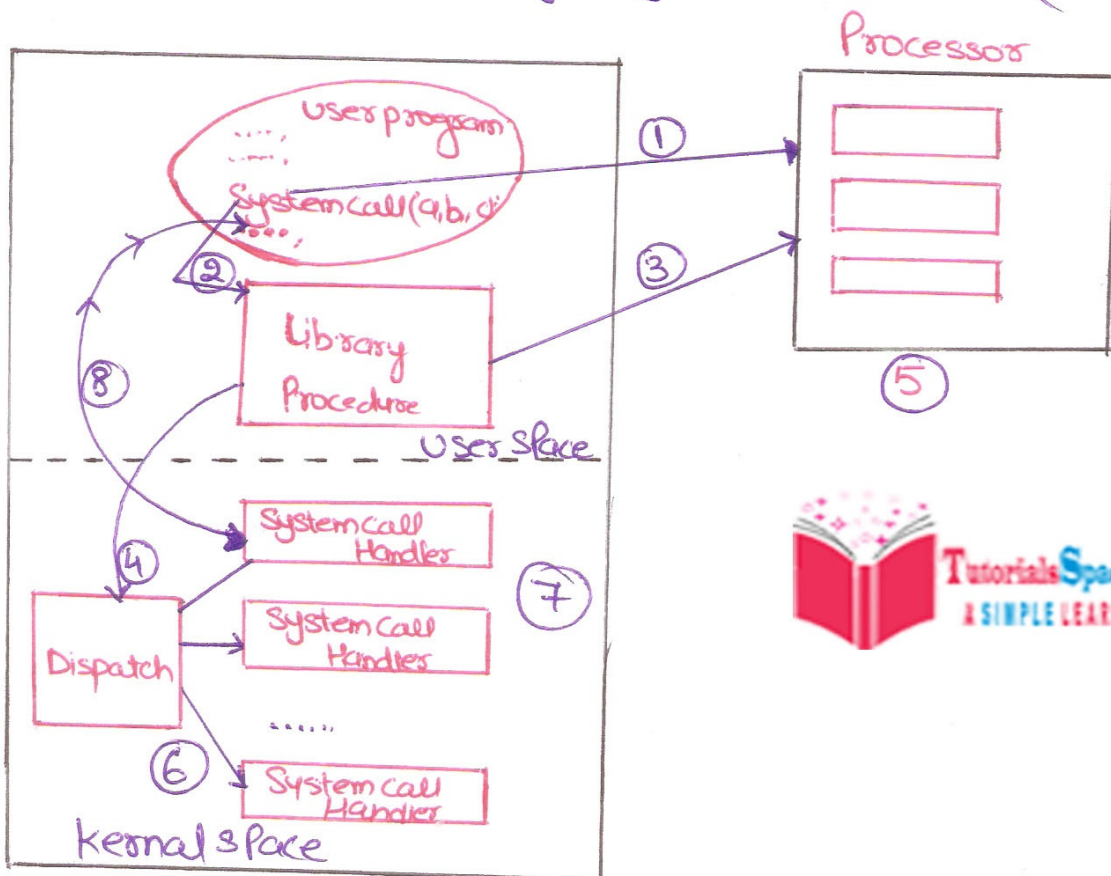 Processor
user program
.....;
.....;
System call (a, b, c
....;
①
②
Library
Procedure
③
⑤
⑧
User Space
System call
Handler
④
⑦
System call
Handler
Dispatch
......
⑥
System call
Handler
Kernal space
TutorialsSpac
A SIMPLE LEAR